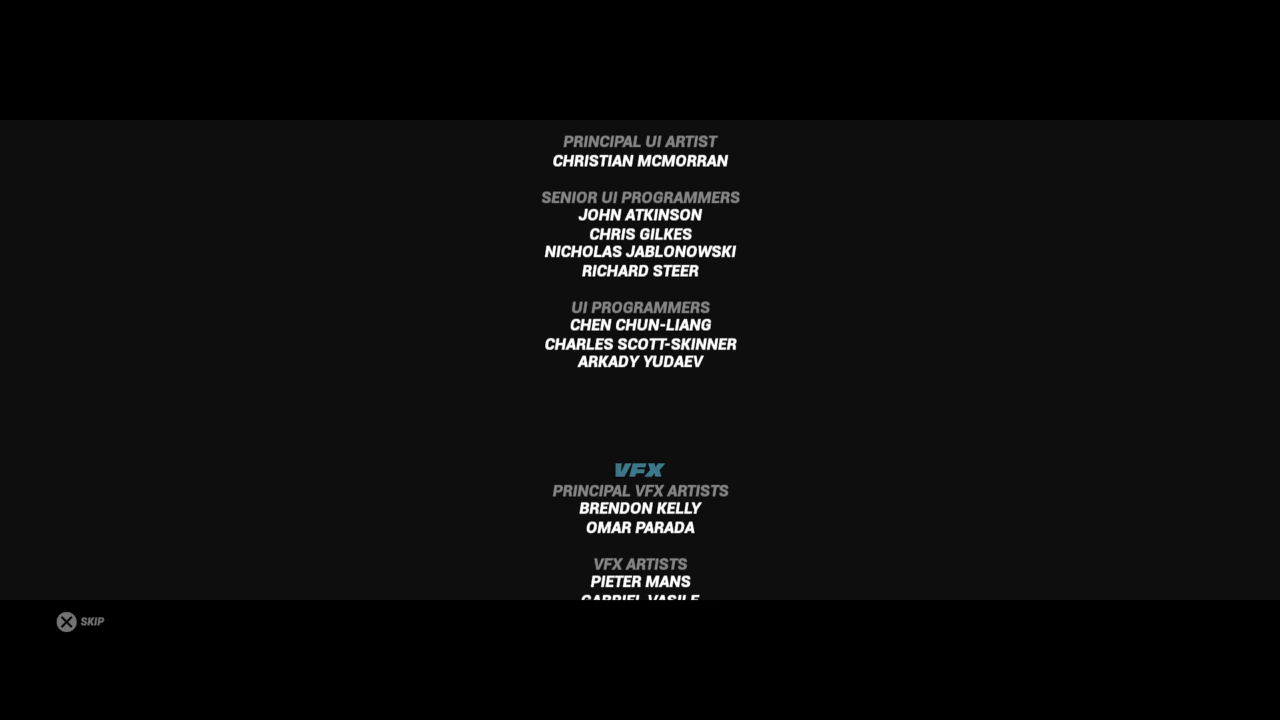 PRINCIPAL UI ARTIST
CHRISTIAN MCMORRAN
SENIOR UI PROGRAMMERS
JOHN ATKINSON
CHRIS GILKES
NICHOLAS JABLONOWSKI
RICHARD STEER
UI PROGRAMMERS
CHEN CHUN-LIANG
CHARLES SCOTT-SKINNER
ARKADY YUDAEV
VFX
PRINCIPAL VFX ARTISTS
BRENDON KELLY
OMAR PARADA
VFX ARTISTS
PIETER MANS
GABRIEL VASILE
SKIP